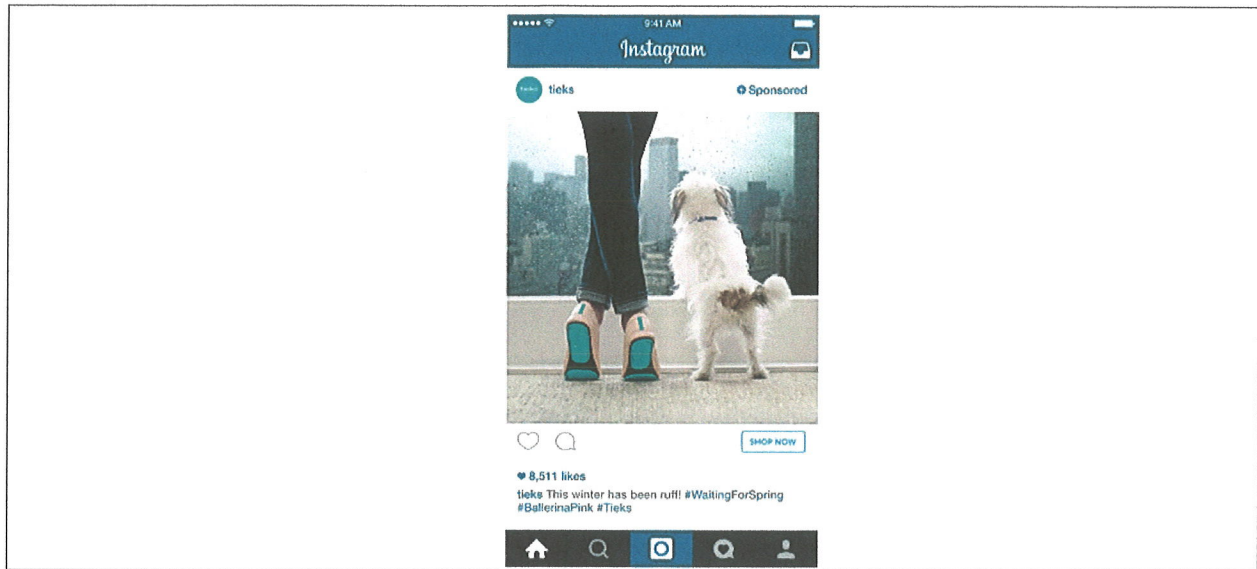 9:41 AM
Instagram
tieks
Sponsored
SHOP NOW
8,511 likes
tieks This winter has been ruff! #WaitingForSpring
#BallerinaPink #Tieks